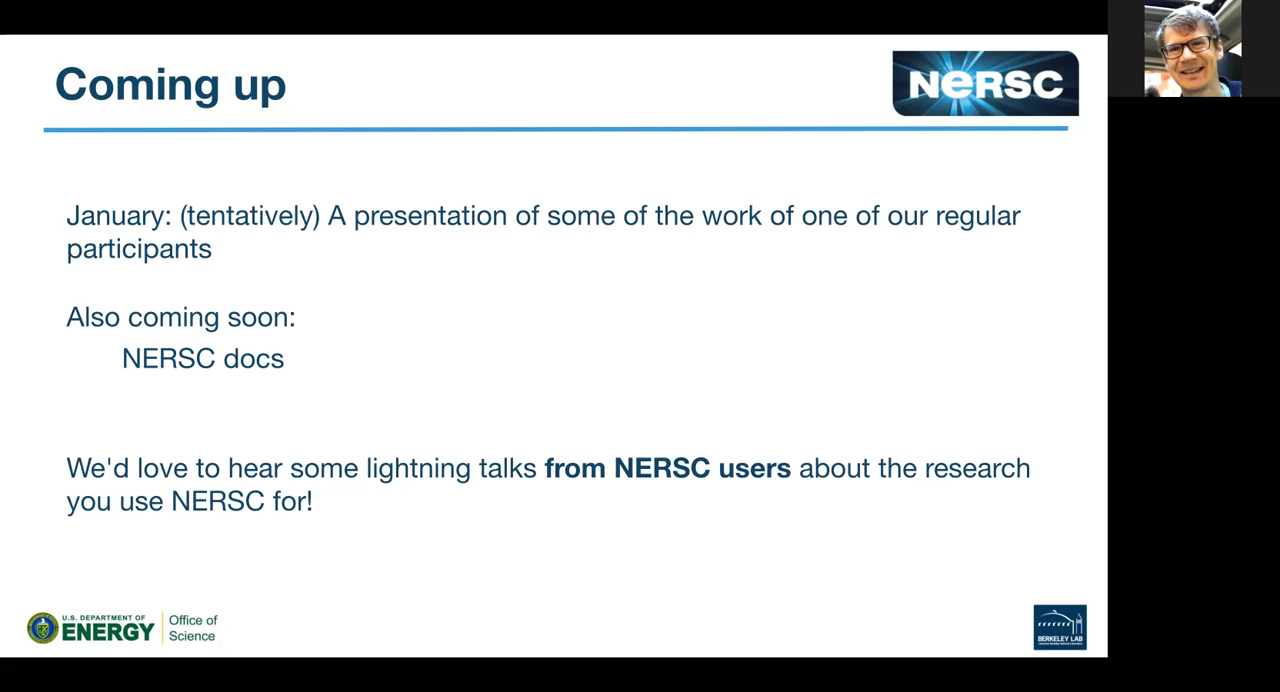 Coming up
NERSC
January: (tentatively) A presentation of some of the work of one of our regular
participants
Also coming soon:
NERSC docs
We'd love to hear some lightning talks from NERSC users about the research
you use NERSC for!
U.S. DEPARTMENT OF
ENERGY
Office of
Science
BERKELEY LAB